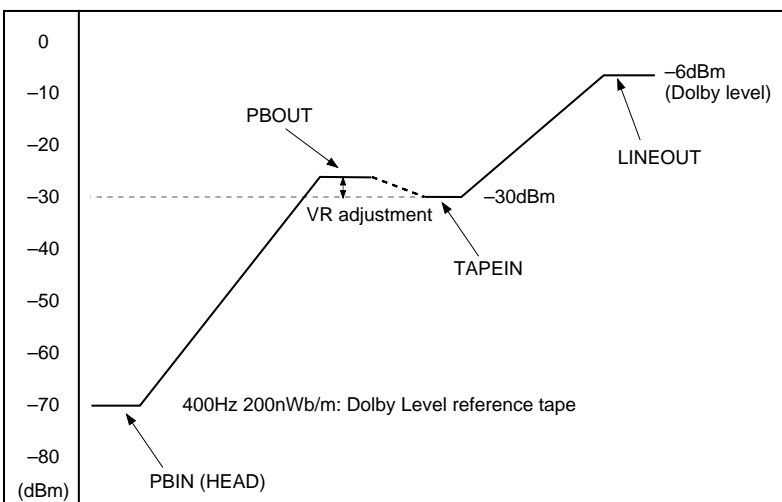 0
–10
–20
–30
–40
–50
–60
–70
–80
(dBm)
–6dBm
(Dolby level)
PBOUT
LINEOUT
–30dBm
VR adjustment
TAPEIN
400Hz 200nWb/m: Dolby Level reference tape
PBIN (HEAD)